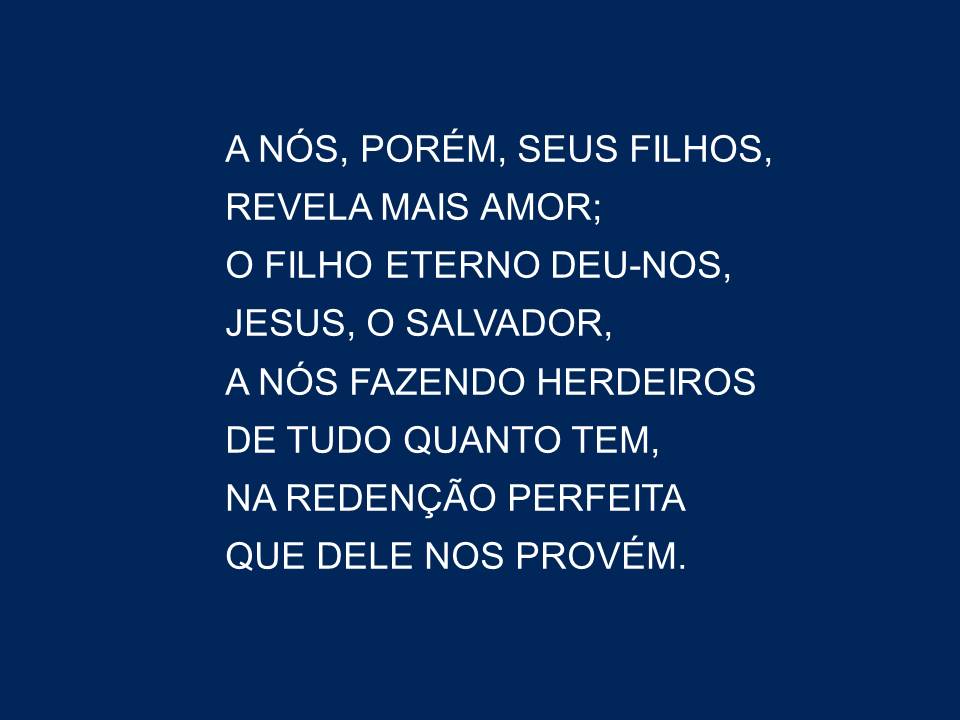 A NÓS, PORÉM, SEUS FILHOS,
REVELA MAIS AMOR;
O FILHO ETERNO DEU-NOS,
JESUS, O SALVADOR,
A NÓS FAZENDO HERDEIROS
DE TUDO QUANTO TEM,
NA REDENÇÃO PERFEITA
QUE DELE NOS PROVÉM.